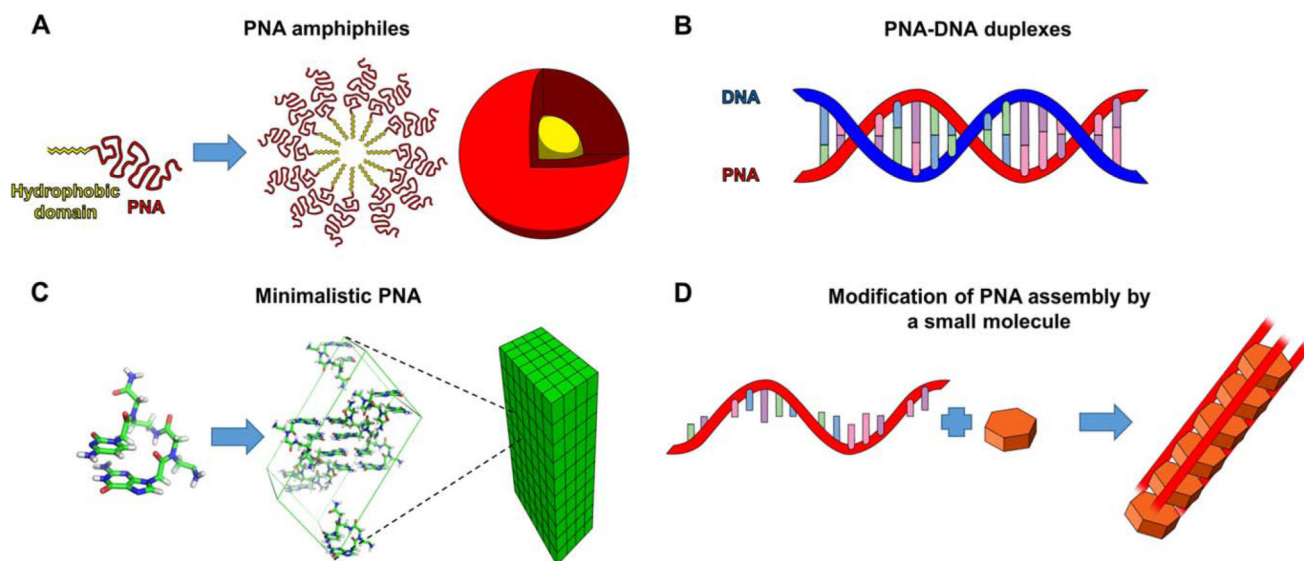 A
PNA amphiphiles
Hydrophobic
domain
PNA
B
PNA-DNA duplexes
DNA
PNA
C
Minimalistic PNA
D
Modification of PNA assembly by
a small molecule